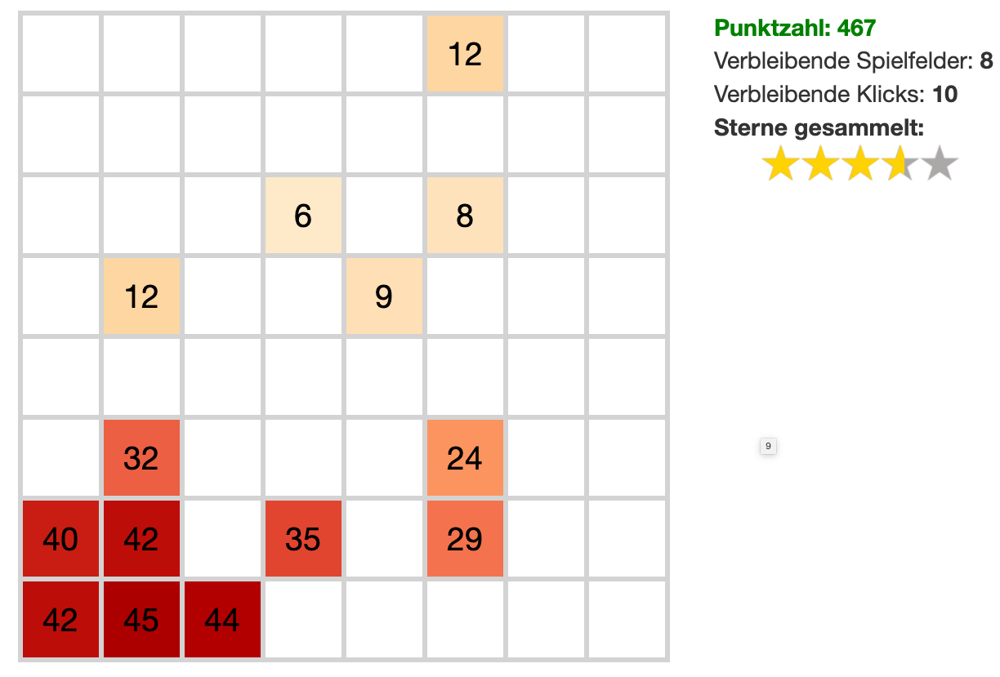 12
6 8
12 9
32 24
40 42 35 29
42 45 44
Punktzahl: 467
Verbleibende Spielfelder: 8
Verbleibende Klicks: 10
Sterne gesammelt:
9